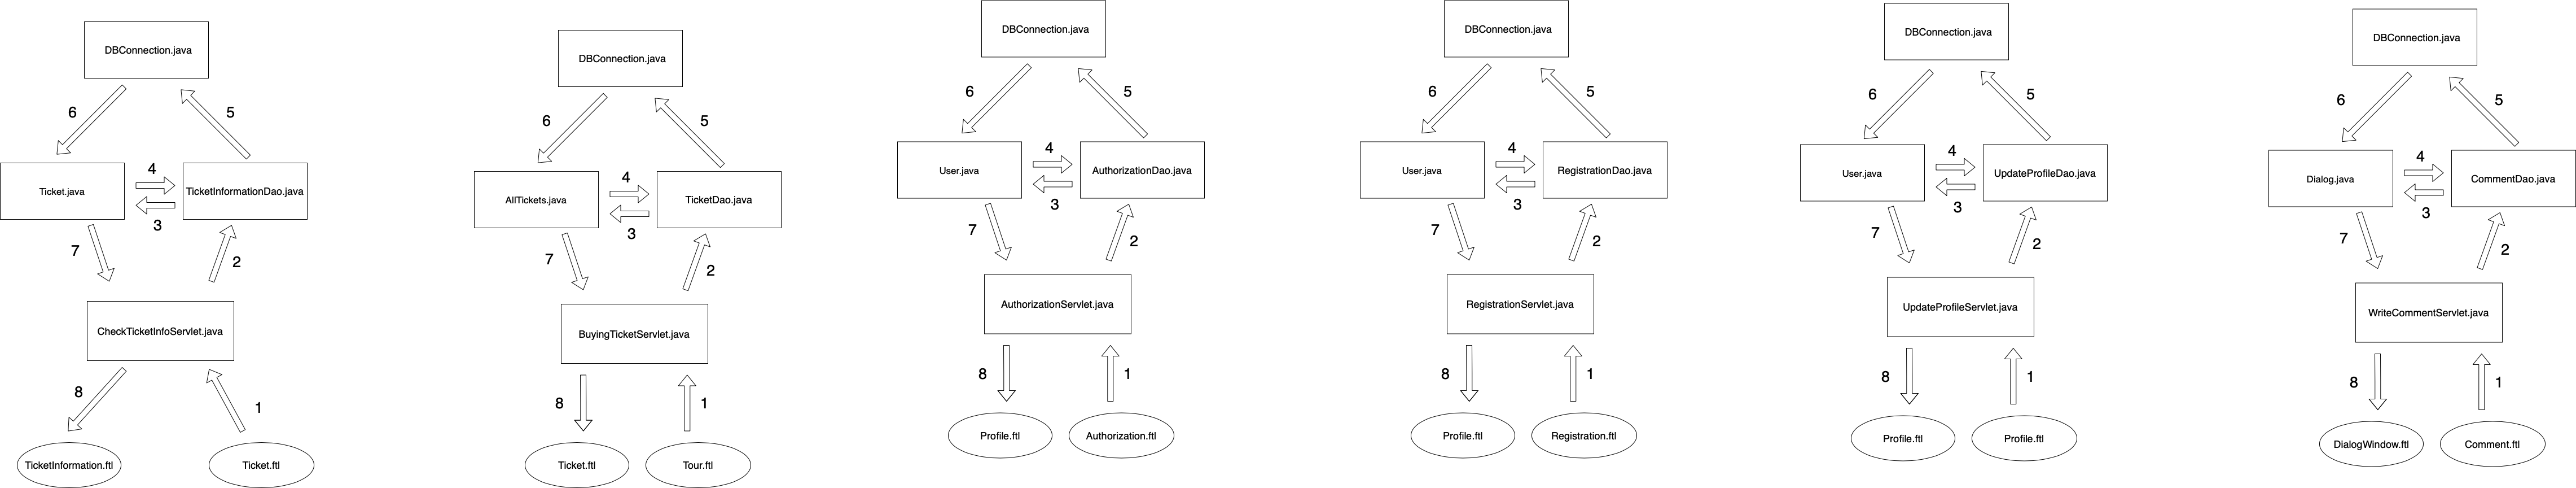 DBConnection.java
6
5
Ticket.java
4
3
TicketInformationDao.java
7
2
CheckTicketInfoServlet.java
8
1
TicketInformation.ftl
Ticket.ftl
DBConnection.java
6
5
AllTickets.java
4
3
TicketDao.java
7
2
BuyingTicketServlet.java
8
1
Ticket.ftl
Tour.ftl
DBConnection.java
6
5
User.java
4
3
AuthorizationDao.java
7
2
AuthorizationServlet.java
8
1
Profile.ftl
Authorization.ftl
DBConnection.java
6
5
User.java
4
3
RegistrationDao.java
7
2
RegistrationServlet.java
8
1
Profile.ftl
Registration.ftl
DBConnection.java
6
5
User.java
4
3
UpdateProfileDao.java
7
2
UpdateProfileServlet.java
8
1
Profile.ftl
Profile.ftl
DBConnection.java
6
5
Dialog.java
4
3
CommentDao.java
7
2
WriteCommentServlet.java
8
1
DialogWindow.ftl
Comment.ftl